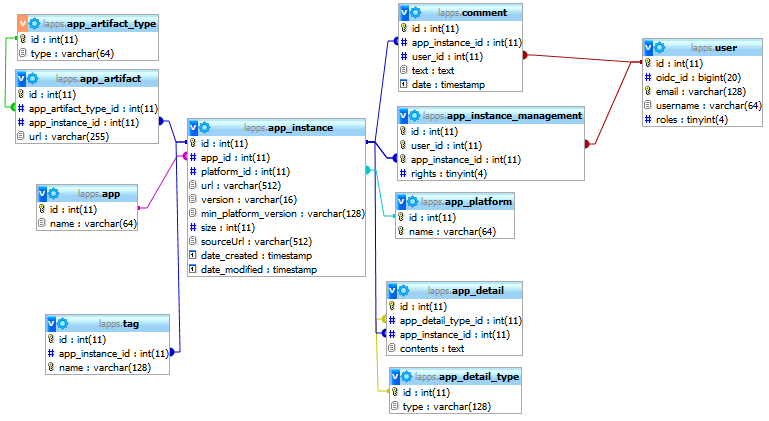 lapps.app_artifact_type
id : int(11)
type : varchar(64)
lapps.app_artifact
id : int(11)
# app_artifact_type_id : int(11)
# app_instance_id : int(11)
url : varchar(255)
lapps.app
id : int(11)
name : varchar(64)
lapps.tag
id : int(11)
# app_instance_id : int(11)
name : varchar(128)
lapps.app_instance
id : int(11)
# app_id : int(11)
# platform_id : int(11)
url : varchar(512)
version : varchar(16)
min_platform_version : varchar(128)
# size : int(11)
sourceUrl : varchar(512)
date_created : timestamp
date_modified : timestamp
lapps.comment
id : int(11)
# app_instance_id : int(11)
# user_id : int(11)
text : text
date : timestamp
lapps.app_instance_management
id : int(11)
user_id : int(11)
app_instance_id : int(11)
# rights : tinyint(4)
lapps.app_platform
id : int(11)
name : varchar(64)
lapps.app_detail
id : int(11)
# app_detail_type_id : int(11)
# app_instance_id : int(11)
contents : text
lapps.app_detail_type
id : int(11)
type : varchar(128)
lapps.user
id : int(11)
# oidc_id : bigint(20)
email : varchar(128)
username : varchar(64)
# roles : tinyint(4)